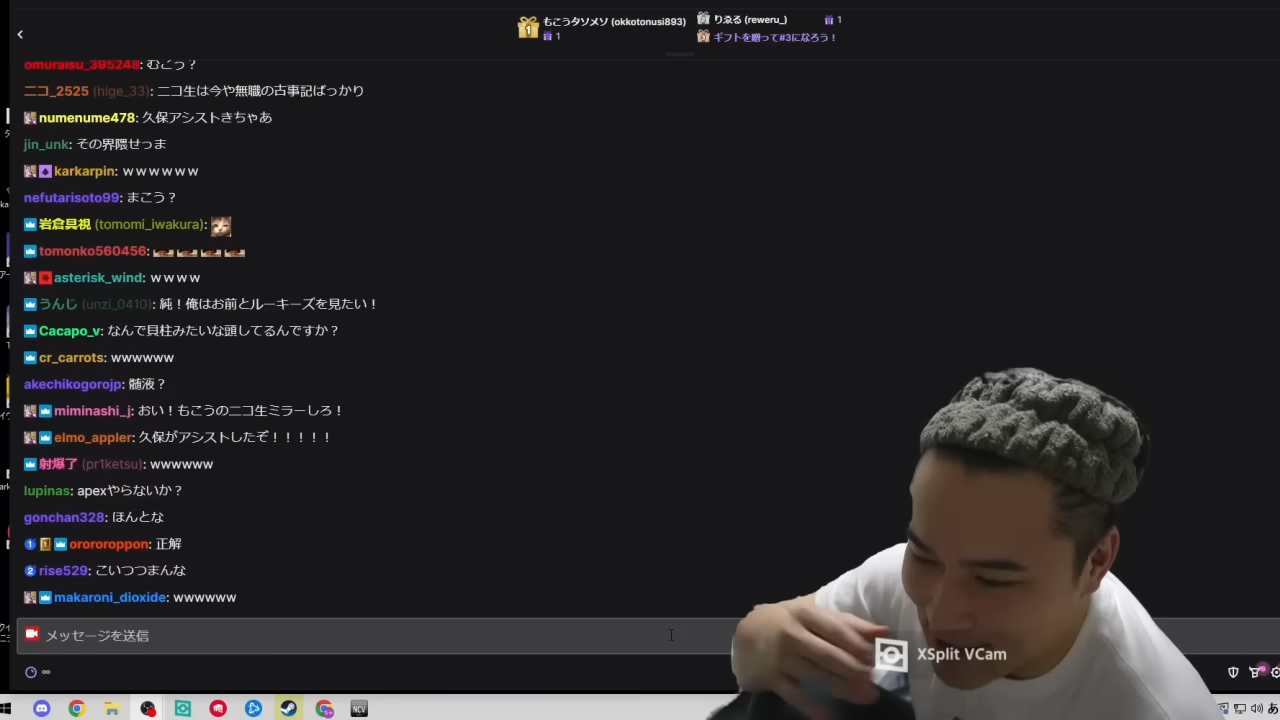 もこうタソメソ (okkotonusi893)
1
りゑる (reweru_) 1
ギフトを贈って#3になろう！
omuraisu_395248: むこう？
ニコ_2525 (hige_33): ニコ生は今や無職の古事記ばっかり
numenume478: 久保アシストきちゃあ
jin_unk: その界隈せっま
karkarpin: ｗｗｗｗｗｗ
nefutarisoto99: まこう？
岩倉具視 (tomomi_iwakura):
tomonko560456:
asterisk_wind: ｗｗｗｗ
うんじ (unzi_0410): 純！俺はお前とルーキーズを見たい！
Cacapo_v: なんで貝柱みたいな頭してるんですか？
cr_carrots: wwwwww
akechikogorojp: 髄液？
miminashi_j: おい！もこうのニコ生ミラーしろ！
elmo_appler: 久保がアシストしたぞ！！！！！
射爆了 (pr1ketsu): wwwwww
lupinas: apexやらないか？
gonchan328: ほんとな
orororoppon: 正解
rise529: こいつつまんな
makaroni_dioxide: wwwwww
メッセージを送信
XSplit VCam
NCV
あ